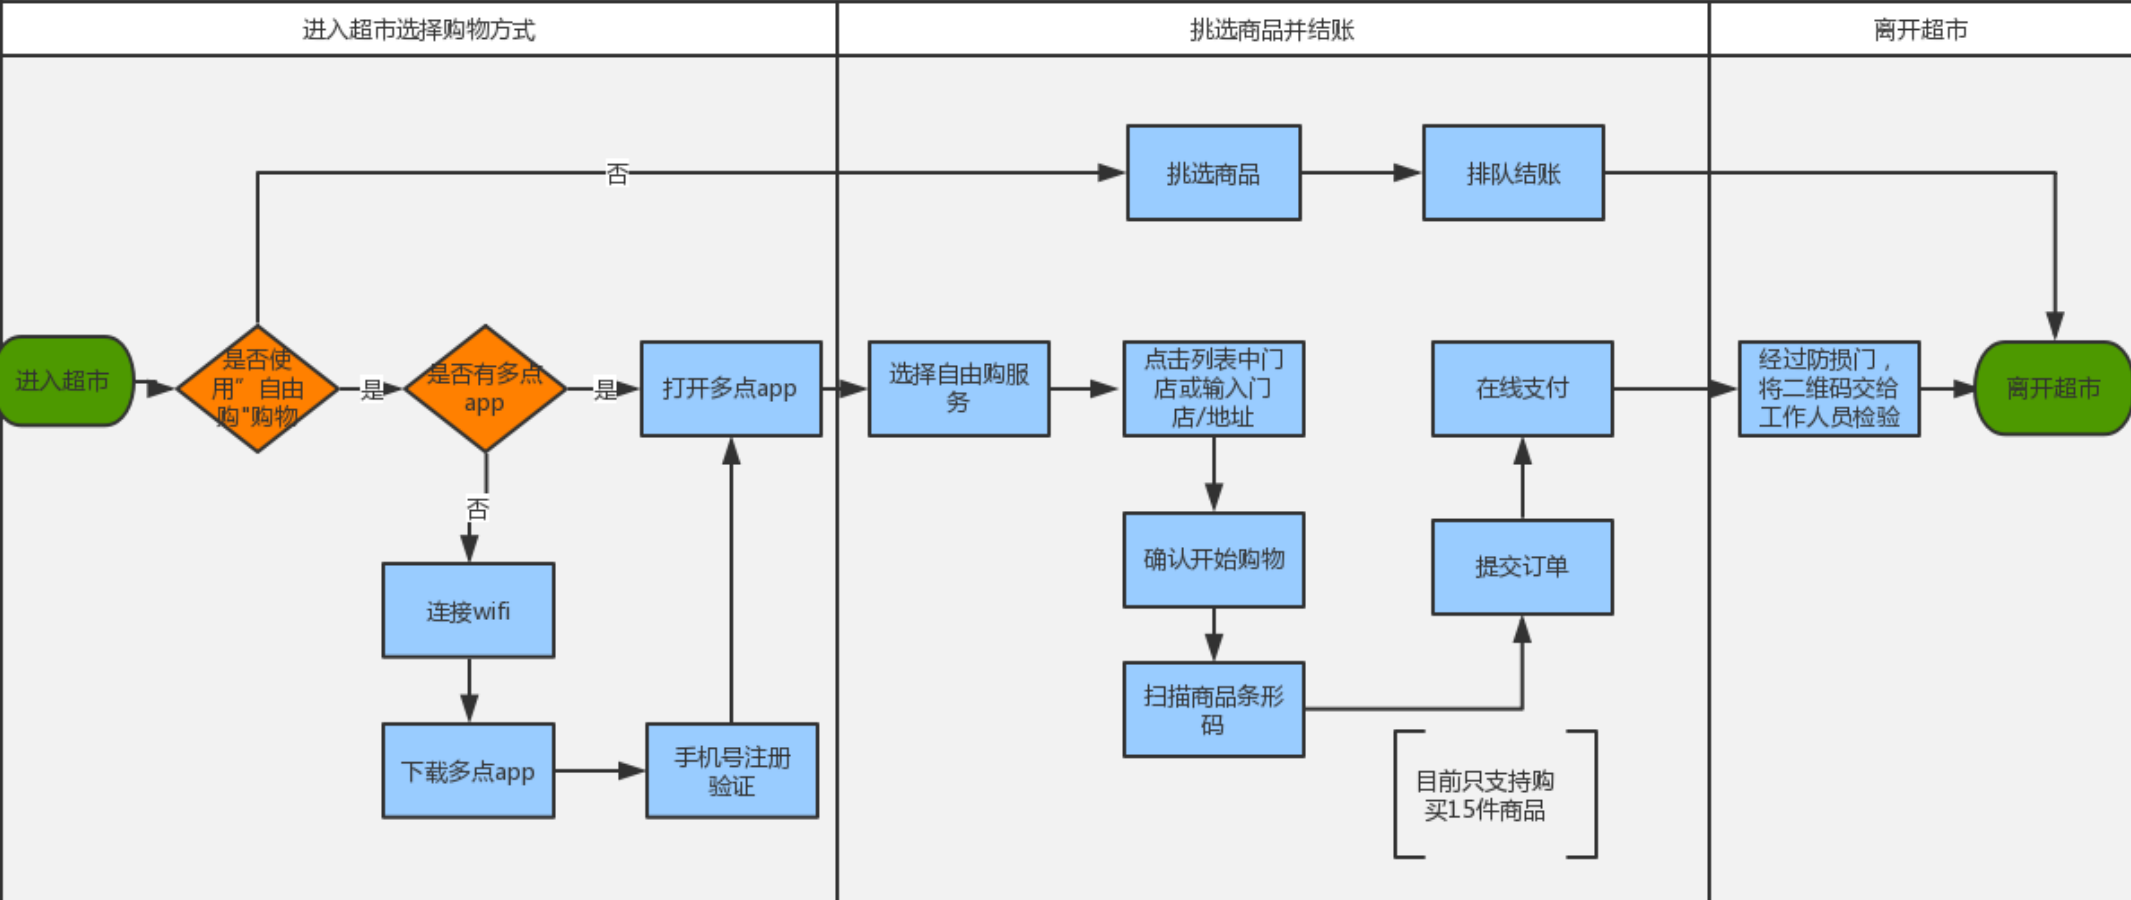 进入超市选择购物方式
挑选商品并结账
离开超市
否
挑选商品
排队结账
进入超市
是否使
用”自由
购"购物
是
是否有多点
app
是
打开多点app
选择自由购服
务
点击列表中门
店或输入门
店/地址
在线支付
经过防损门，
将二维码交给
工作人员检验
离开超市
否
确认开始购物
提交订单
连接wifi
扫描商品条形
码
下载多点app
手机号注册
验证
目前只支持购
买15件商品